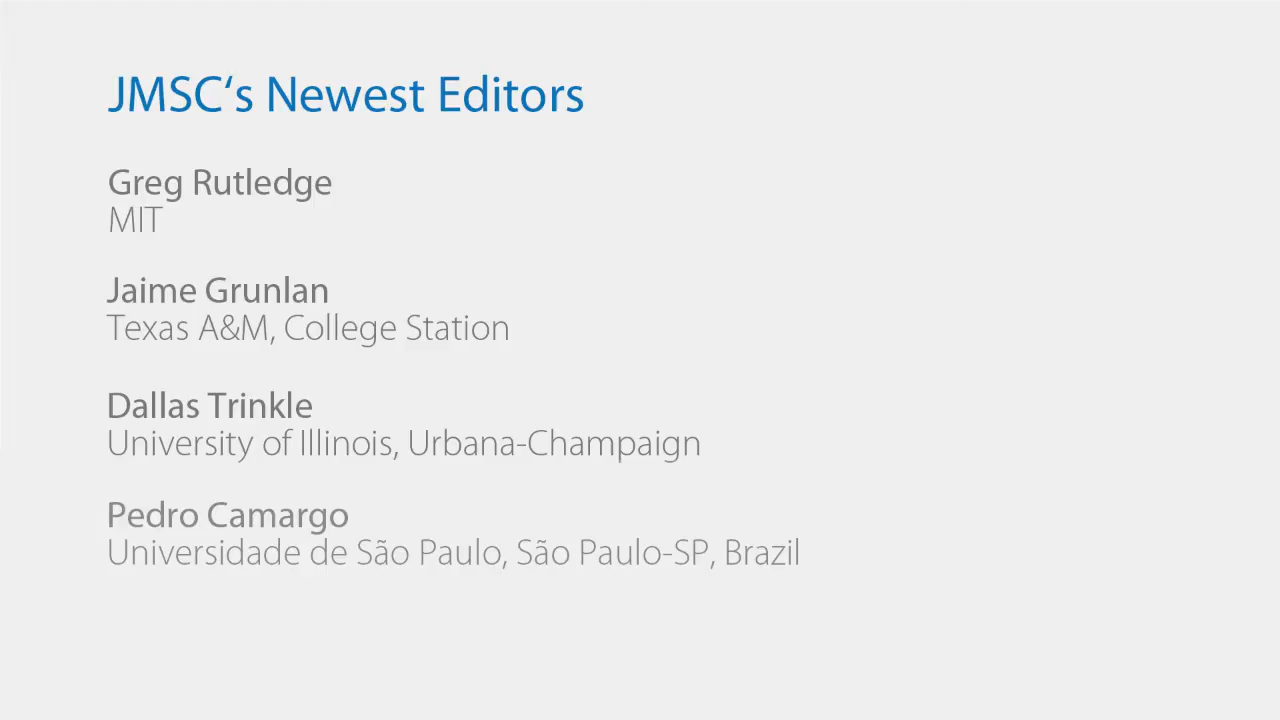 JMSC‘s Newest Editors
Greg Rutledge
MIT
Jaime Grunlan
Texas A&M, College Station
Dallas Trinkle
University of Illinois, Urbana-Champaign
Pedro Camargo
Universidade de São Paulo, São Paulo-SP, Brazil